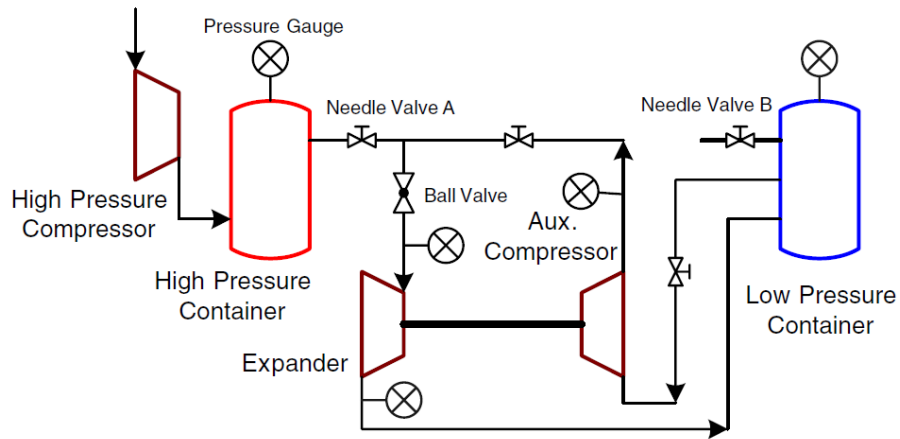 Pressure Gauge
Needle Valve A
Needle Valve B
High Pressure
Compressor
Ball Valve
Aux.
Compressor
High Pressure
Container
Low Pressure
Container
Expander